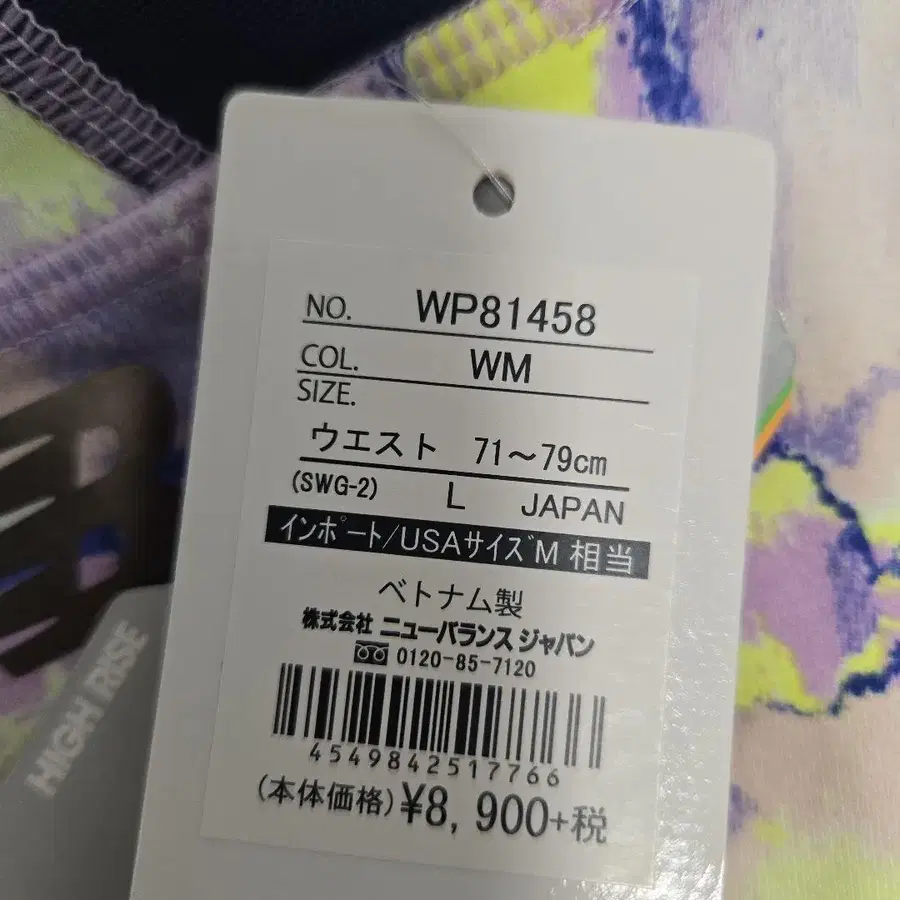 NO. WP81458
COL. WM
SIZE.
ウエスト 71～79cm
(SWG-2) L JAPAN
インポート/USAサイズM 相当
ベトナム製
株式会社 ニューバランス ジャパン
0120-85-7120
4549842517766
(本体価格)¥8,900+税
HIGH RISE